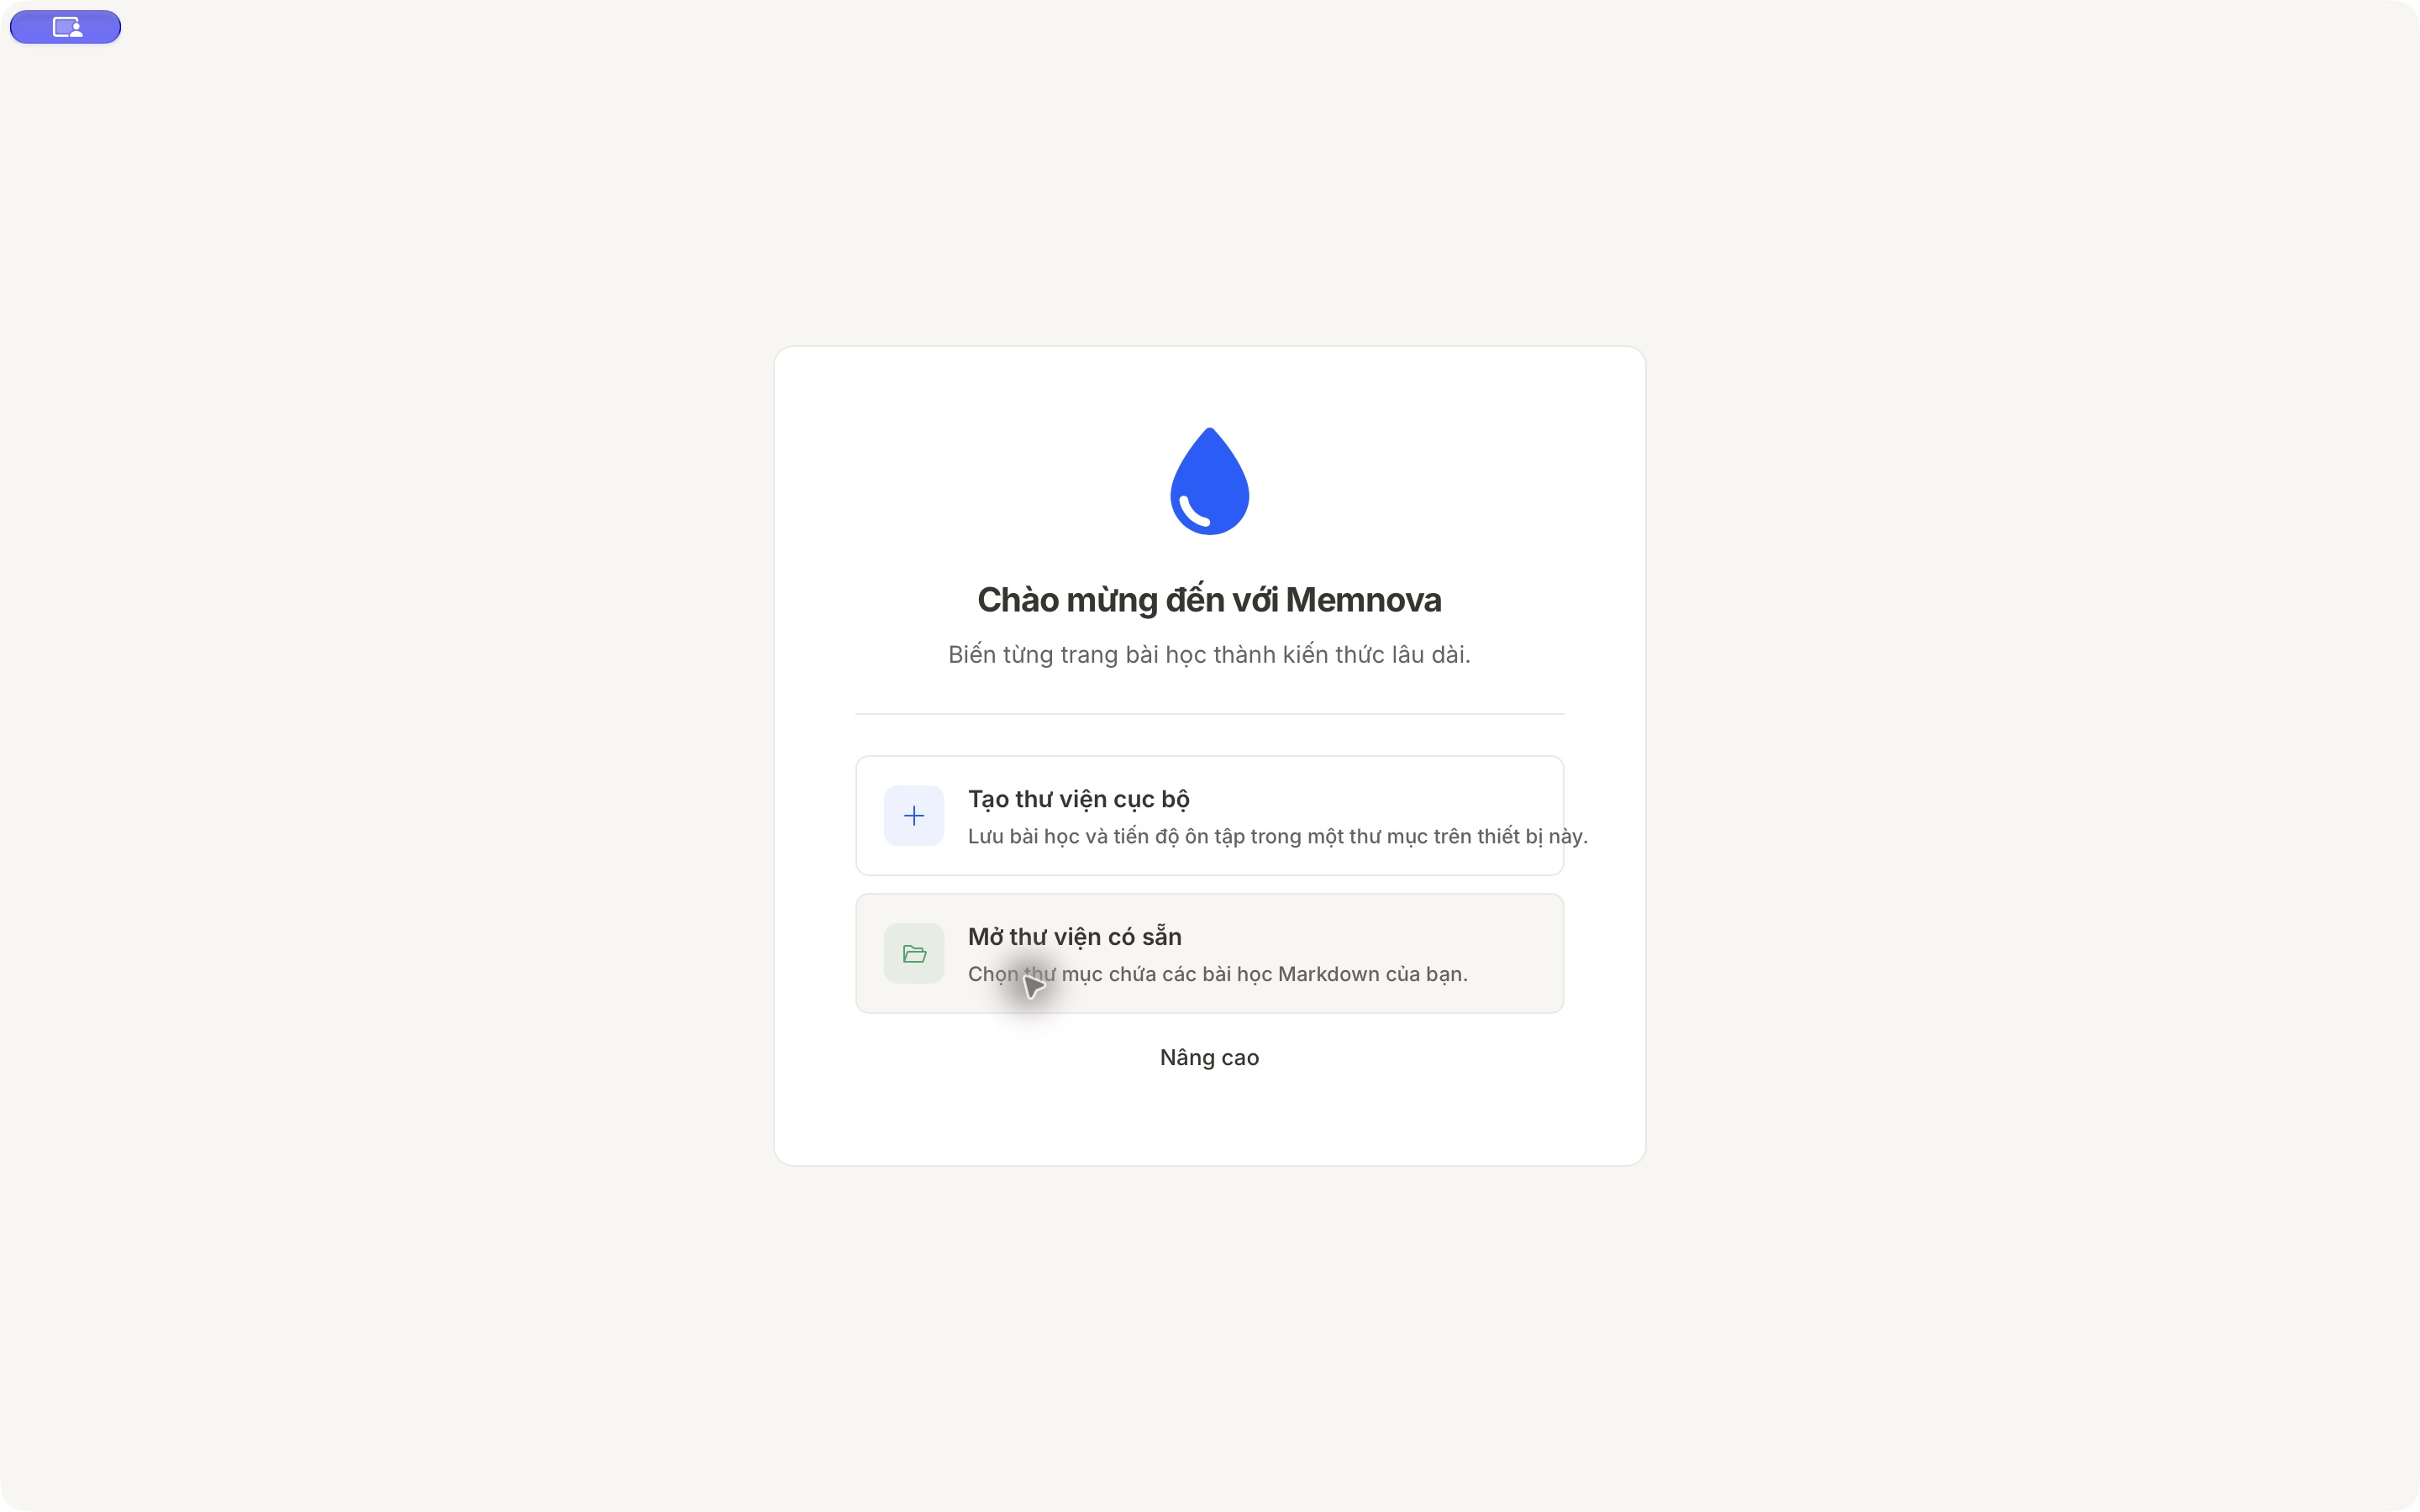 Chào mừng đến với Memnova
Biến từng trang bài học thành kiến thức lâu dài.
Tạo thư viện cục bộ
Lưu bài học và tiến độ ôn tập trong một thư mục trên thiết bị này.
Mở thư viện có sẵn
Chọn thư mục chứa các bài học Markdown của bạn.
Nâng cao